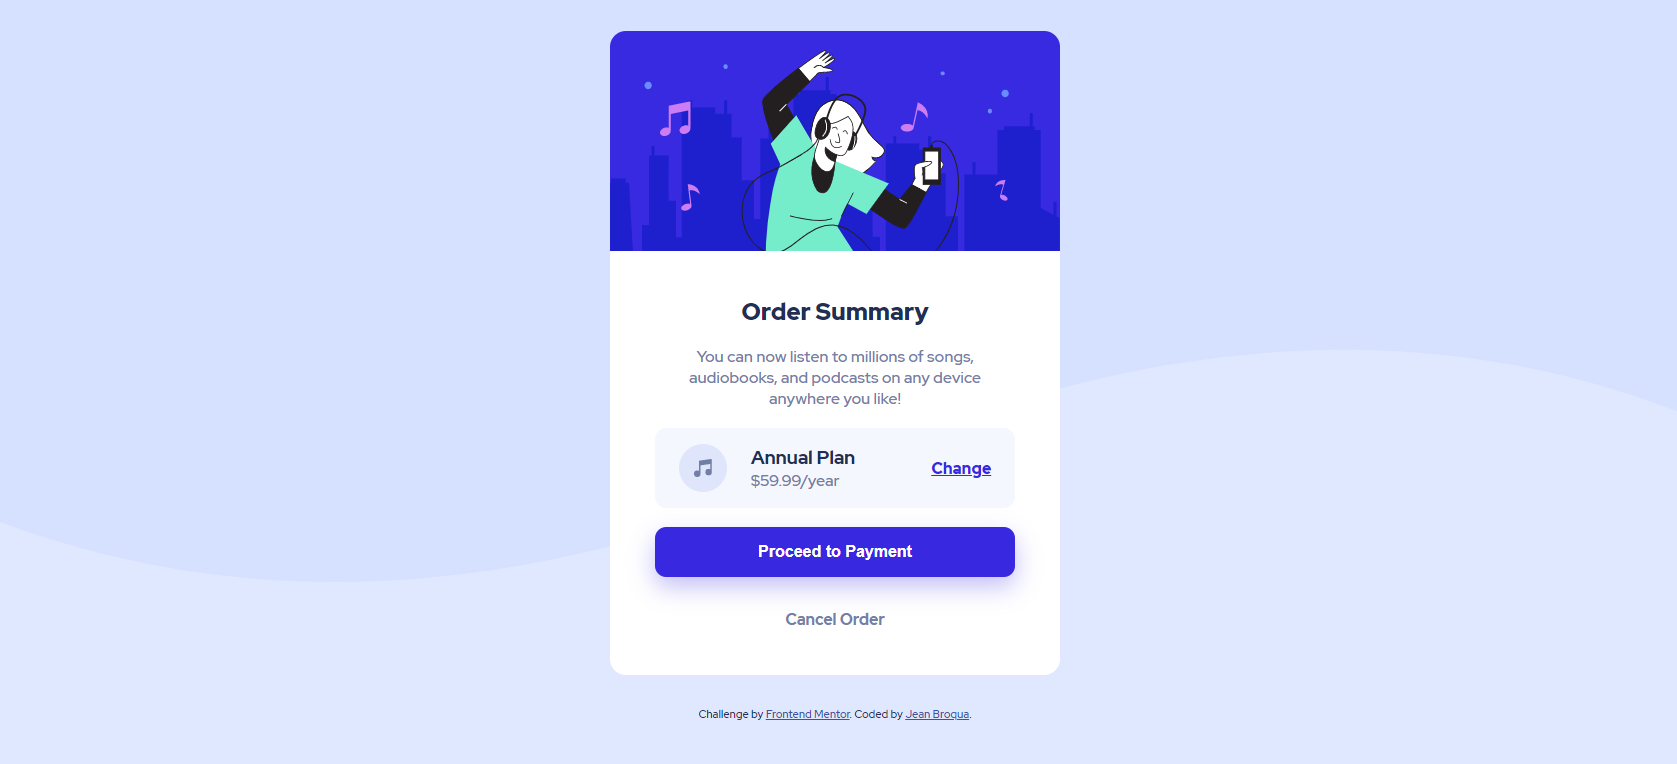 Order Summary
You can now listen to millions of songs,
audiobooks, and podcasts on any device
anywhere you like!
Annual Plan
$59.99/year
Change
Proceed to Payment
Cancel Order
Challenge by Frontend Mentor. Coded by Jean Broqua.